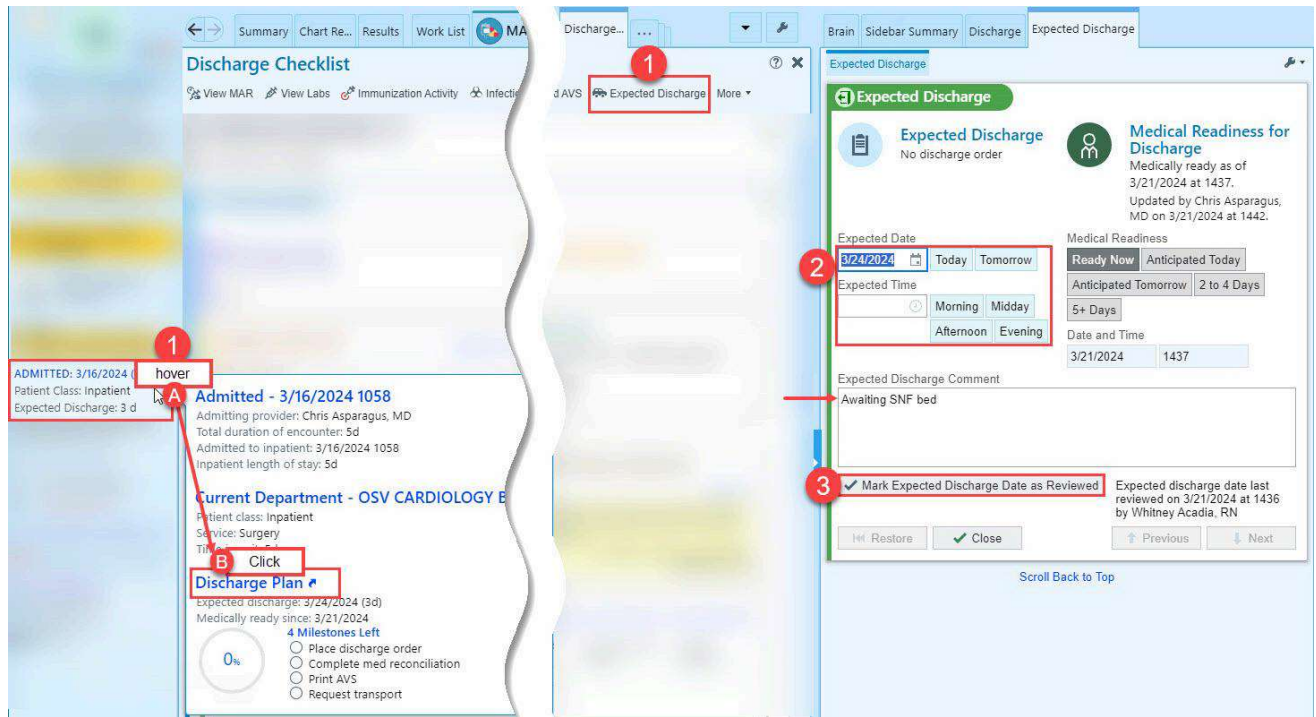 Summary Chart Re... Results Work List MA
Discharge... ...
Discharge Checklist
1
View MAR View Labs Immunization Activity Infectio
d AVS Expected Discharge More
1
ADMITTED: 3/16/2024 (
hover
Patient Class: Inpatient
A
Expected Discharge: 3 d
Admitted - 3/16/2024 1058
Admitting provider: Chris Asparagus, MD
Total duration of encounter: 5d
Admitted to inpatient: 3/16/2024 1058
Inpatient length of stay: 5d
Current Department - OSV CARDIOLOGY
Patient class: Inpatient
Service: Surgery
B Click
Discharge Plan
Expected discharge: 3/24/2024 (3d)
Medically ready since: 3/21/2024
0%
4 Milestones Left
Place discharge order
Complete med reconciliation
Print AVS
Request transport
Brain Sidebar Summary Discharge Expected Discharge
Expected Discharge
Expected Discharge
Expected Discharge
No discharge order
Medical Readiness for
Discharge
Medically ready as of
3/21/2024 at 1437.
Updated by Chris Asparagus,
MD on 3/21/2024 at 1442.
2
Expected Date
3/24/2024 Today Tomorrow
Expected Time
Morning Midday
Afternoon Evening
Medical Readiness
Ready Now Anticipated Today
Anticipated Tomorrow 2 to 4 Days
5+ Days
Date and Time
3/21/2024 1437
Expected Discharge Comment
Awaiting SNF bed
3
Mark Expected Discharge Date as Reviewed
Expected discharge date last
reviewed on 3/21/2024 at 1436
by Whitney Acadia, RN
Restore Close Previous Next
Scroll Back to Top